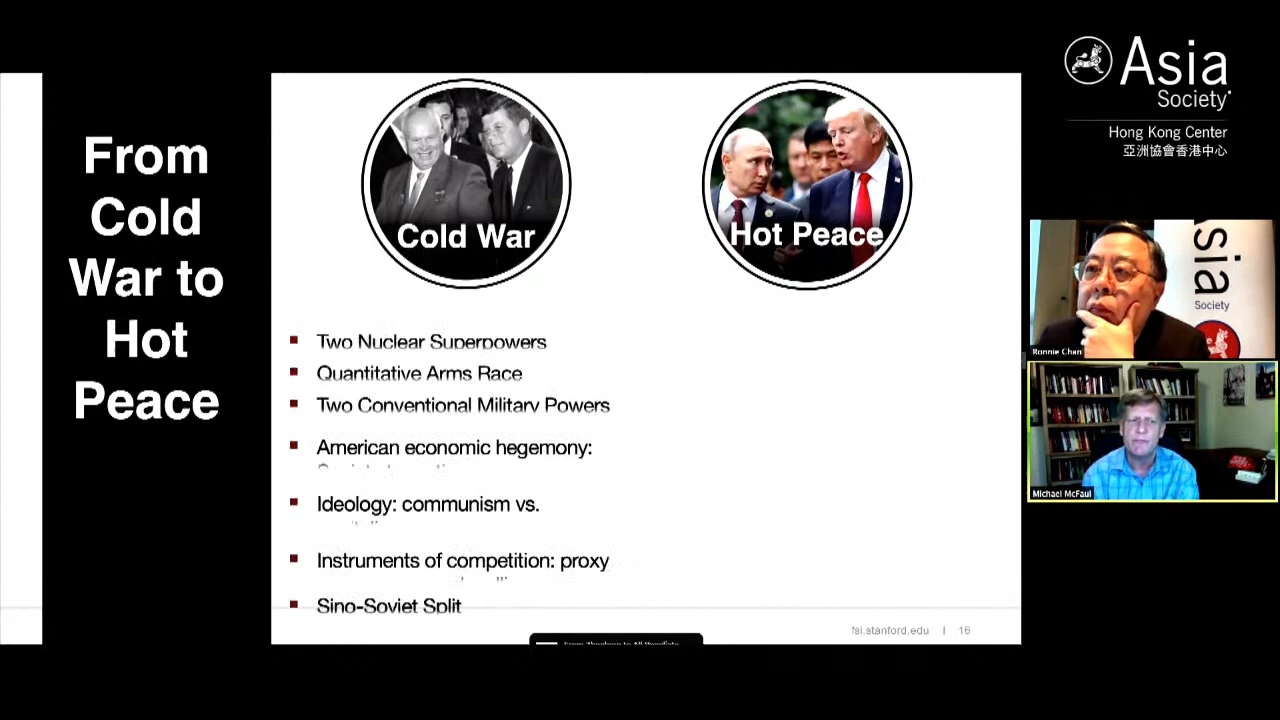 From
Cold
War to
Hot
Peace
Cold War
Hot Peace
Two Nuclear Superpowers
Quantitative Arms Race
Two Conventional Military Powers
American economic hegemony:
Ideology: communism vs.
Instruments of competition: proxy
Sino-Soviet Split
fsi.stanford.edu | 16
Asia
Society
Hong Kong Center
亞洲協會香港中心
Asia
Society
Ronnie Chan
Michael McFaul